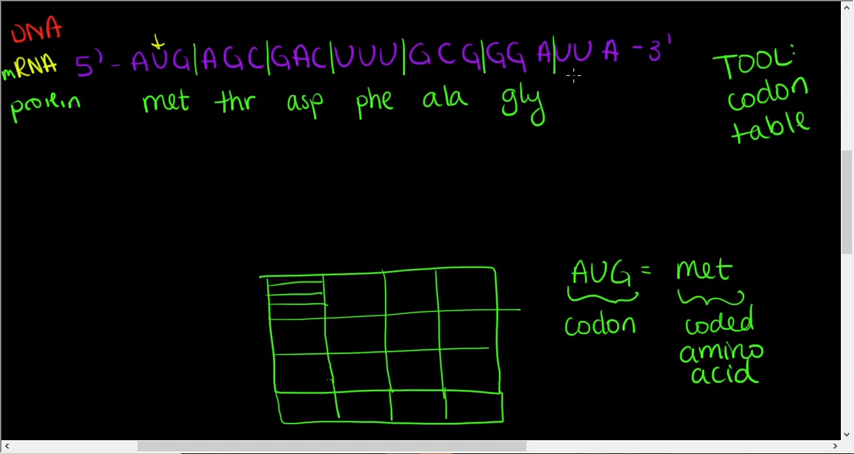 DNA
mRNA 5' - AUG|AGC|GAC|UUU|GCG|GGA|UUA - 3'
protein met thr asp phe ala gly
TOOL:
codon
table
AUG = met
codon coded
amino
acid